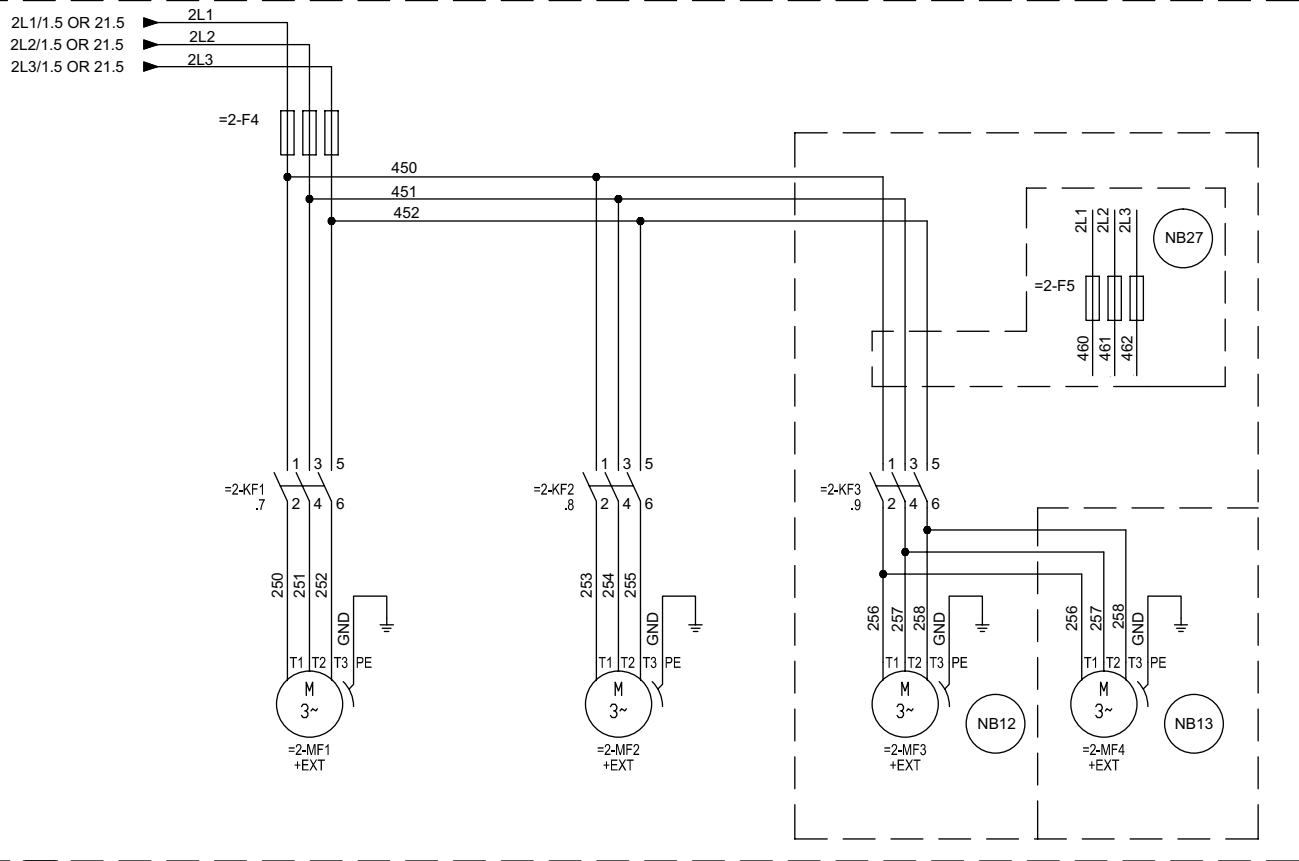 2L1/1.5 OR 21.5 2L1
2L2/1.5 OR 21.5 2L2
2L3/1.5 OR 21.5 2L3
=2-F4
450
451
452
2L1 2L2 2L3
NB27
=2-F5
460 461 462
1 3 5
=2-KF1
.7
2 4 6
1 3 5
=2-KF2
.8
2 4 6
1 3 5
=2-KF3
.9
2 4 6
250 251 252 GND
253 254 255 GND
256 257 258 GND
256 257 258 GND
T1 T2 T3 PE
T1 T2 T3 PE
T1 T2 T3 PE
T1 T2 T3 PE
M
3~
=2-MF1
+EXT
M
3~
=2-MF2
+EXT
M
3~
=2-MF3
+EXT
NB12
M
3~
=2-MF4
+EXT
NB13